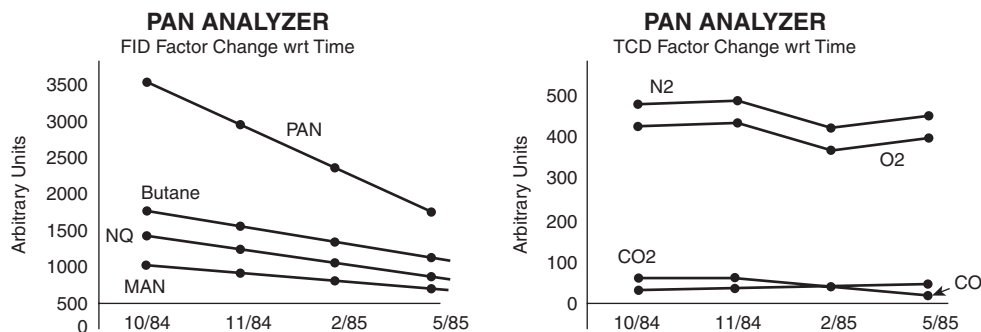 PAN ANALYZER
FID Factor Change wrt Time
Arbitrary Units
3500
3000
2500
2000
1500
1000
500
0
PAN
Butane
NQ
MAN
10/84
11/84
2/85
5/85
PAN ANALYZER
TCD Factor Change wrt Time
Arbitrary Units
500
400
300
200
100
0
N2
O2
CO2
CO
10/84
11/84
2/85
5/85